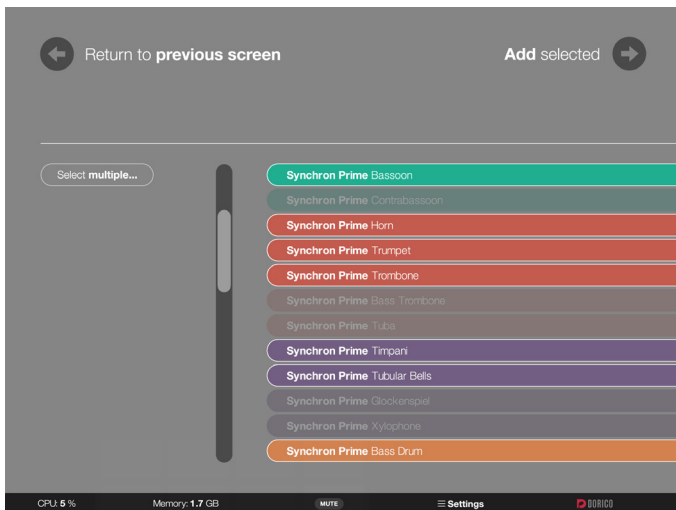 Return to previous screen
Add selected
Select multiple...
Synchron Prime Bassoon
Synchron Prime Contrabassoon
Synchron Prime Horn
Synchron Prime Trumpet
Synchron Prime Trombone
Synchron Prime Bass Trombone
Synchron Prime Tuba
Synchron Prime Timpani
Synchron Prime Tubular Bells
Synchron Prime Glockenspiel
Synchron Prime Xylophone
Synchron Prime Bass Drum
CPU: 5 % Memory: 1.7 GB MUTE Settings DORICO